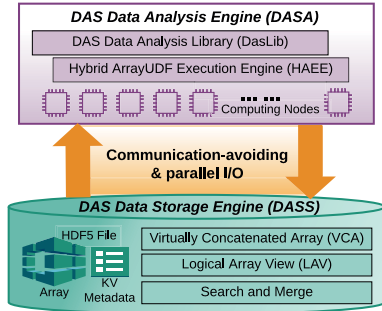 DAS Data Analysis Engine (DASA)
DAS Data Analysis Library (DasLib)
Hybrid ArrayUDF Execution Engine (HAEE)
Computing Nodes
Communication-avoiding
& parallel I/O
DAS Data Storage Engine (DASS)
HDF5 File
Array
KV
Metadata
Virtually Concatenated Array (VCA)
Logical Array View (LAV)
Search and Merge